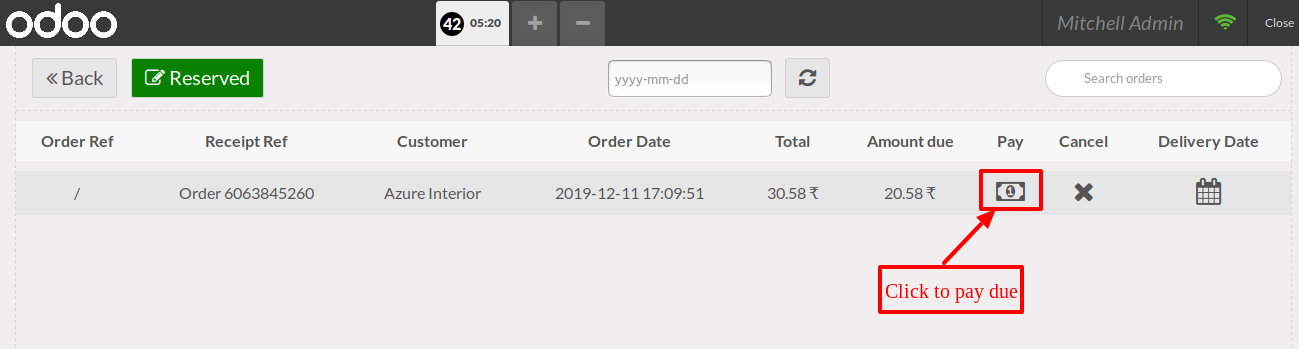 odoo 42 05:20 Mitchell Admin Close
Back Reserved yyyy-mm-dd Search orders
Order Ref Receipt Ref Customer Order Date Total Amount due Pay Cancel Delivery Date
/ Order 6063845260 Azure Interior 2019-12-11 17:09:51 30.58 ₹ 20.58 ₹ 1
Click to pay due